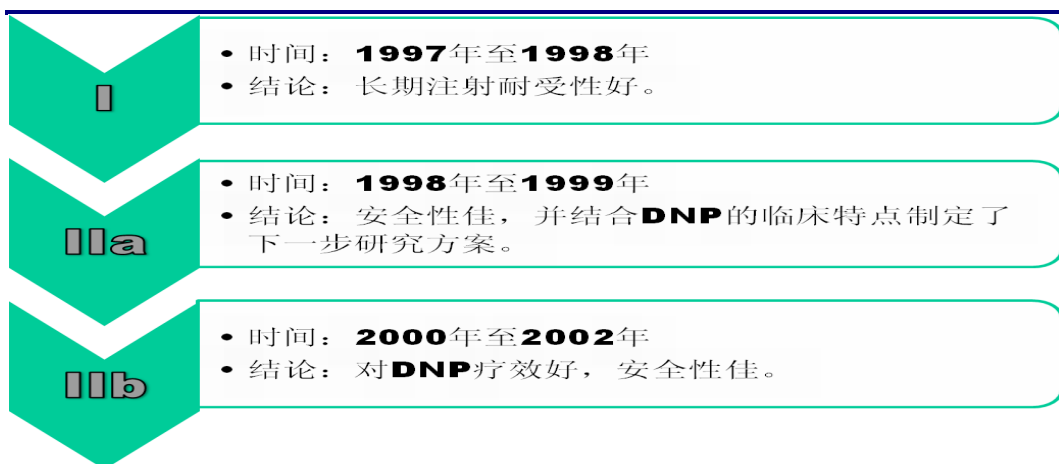 I
• 时间：1997年至1998年
• 结论：长期注射耐受性好。
IIa
• 时间：1998年至1999年
• 结论：安全性佳，并结合DNP的临床特点制定了
下一步研究方案。
IIb
• 时间：2000年至2002年
• 结论：对DNP疗效好，安全性佳。